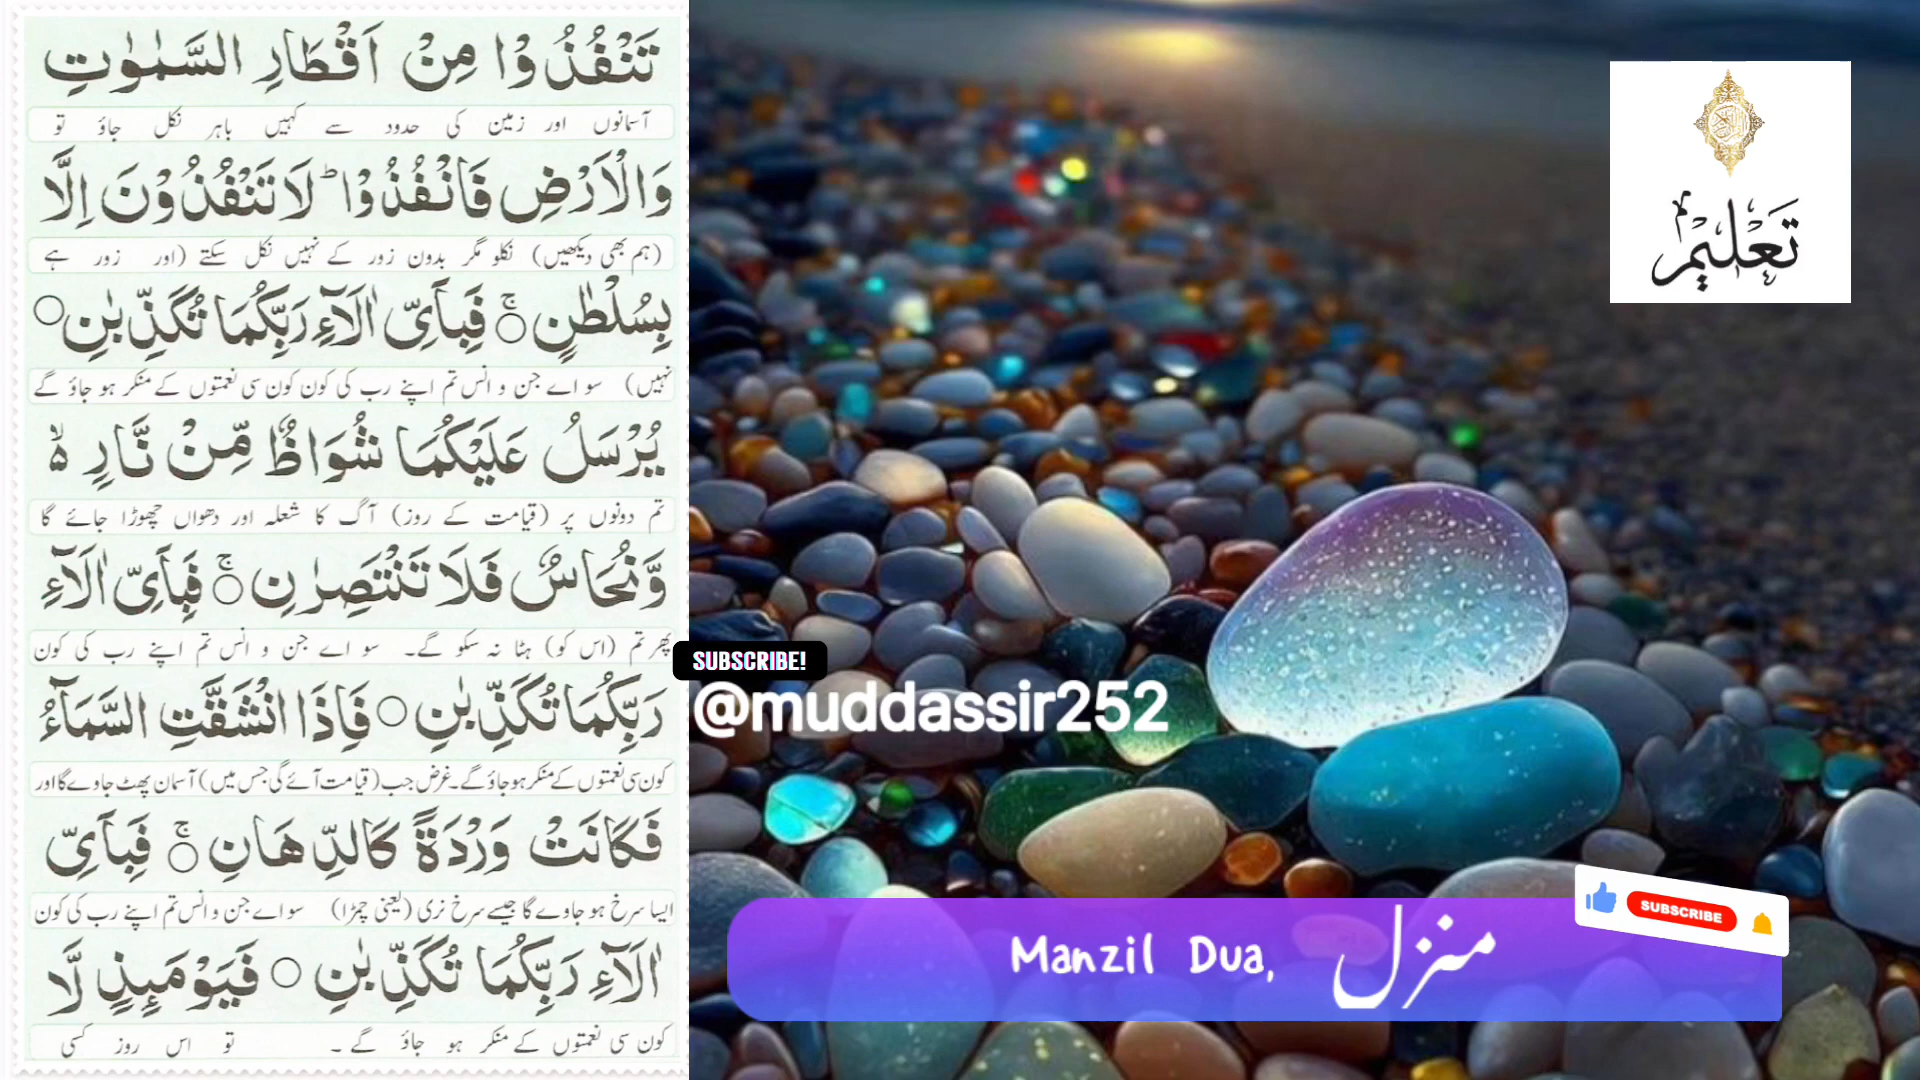 تَنْفُذُوْا مِنْ اَقْطَارِ السَّمٰوٰتِ
آسمانوں اور زمین کی حدود سے کہیں باہر نکل جاؤ تو
وَالْاَرْضِ فَانْفُذُوْا ؕ لَا تَنْفُذُوْنَ اِلَّا
(ہم بھی دیکھیں) نکلو مگر بدون زور کے نہیں نکل سکتے (اور زور ہے
بِسُلْطٰنٍ ۚ○ فَبِاَىِّ اٰلَآءِ رَبِّكُمَا تُكَذِّبٰنِ ○
نہیں) سو اے جن و انس تم اپنے رب کی کون کون سی نعمتوں کے منکر ہو جاؤ گے
يُرْسَلُ عَلَيْكُمَا شُوَاظٌ مِّنْ نَّارٍ ۙ
تم دونوں پر (قیامت کے روز) آگ کا شعلہ اور دھواں چھوڑا جائے گا
وَّنُحَاسٌ فَلَا تَنْتَصِرٰنِ ۚ○ فَبِاَىِّ اٰلَآءِ
پھر تم (اس کو) ہٹا نہ سکو گے۔ سو اے جن و انس تم اپنے رب کی کون
رَبِّكُمَا تُكَذِّبٰنِ ○ فَاِذَا انْشَقَّتِ السَّمَآءُ
کون سی نعمتوں کے منکر ہو جاؤ گے۔ غرض جب (قیامت آئے گی جس میں) آسمان پھٹ جاوے گا اور
فَكَانَتْ وَرْدَةً كَالدِّهَانِ ۚ○ فَبِاَىِّ
ایسا سرخ ہو جاوے گا جیسے سرخ نری (یعنی چمڑا) سو اے جن و انس تم اپنے رب کی کون
اٰلَآءِ رَبِّكُمَا تُكَذِّبٰنِ ○ فَيَوْمَئِذٍ لَّا
کون سی نعمتوں کے منکر ہو جاؤ گے ۔ تو اس روز کسی
تعليم
SUBSCRIBE!
@muddassir252
Manzil Dua, منزل
SUBSCRIBE